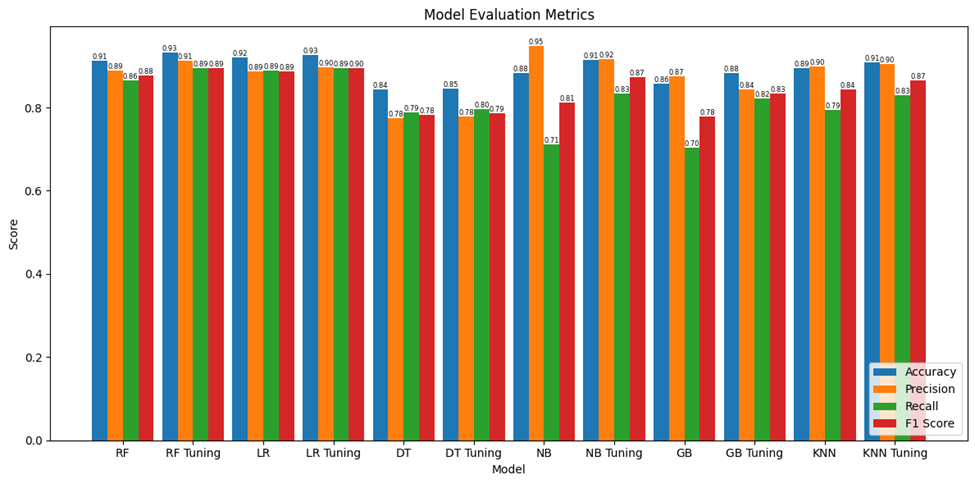 Model Evaluation Metrics
Score
0.8
0.6
0.4
0.2
0.0
0.91 0.89 0.86 0.88
0.93 0.91 0.89 0.89
0.92 0.89 0.89 0.89
0.93 0.90 0.89 0.90
0.84 0.78 0.79 0.78
0.85 0.78 0.80 0.79
0.88 0.95 0.71 0.81
0.91 0.92 0.83 0.87
0.86 0.87 0.70 0.78
0.88 0.84 0.82 0.83
0.89 0.90 0.79 0.84
0.91 0.90 0.83 0.87
RF RF Tuning LR LR Tuning DT DT Tuning NB NB Tuning GB GB Tuning KNN KNN Tuning
Model
Accuracy
Precision
Recall
F1 Score